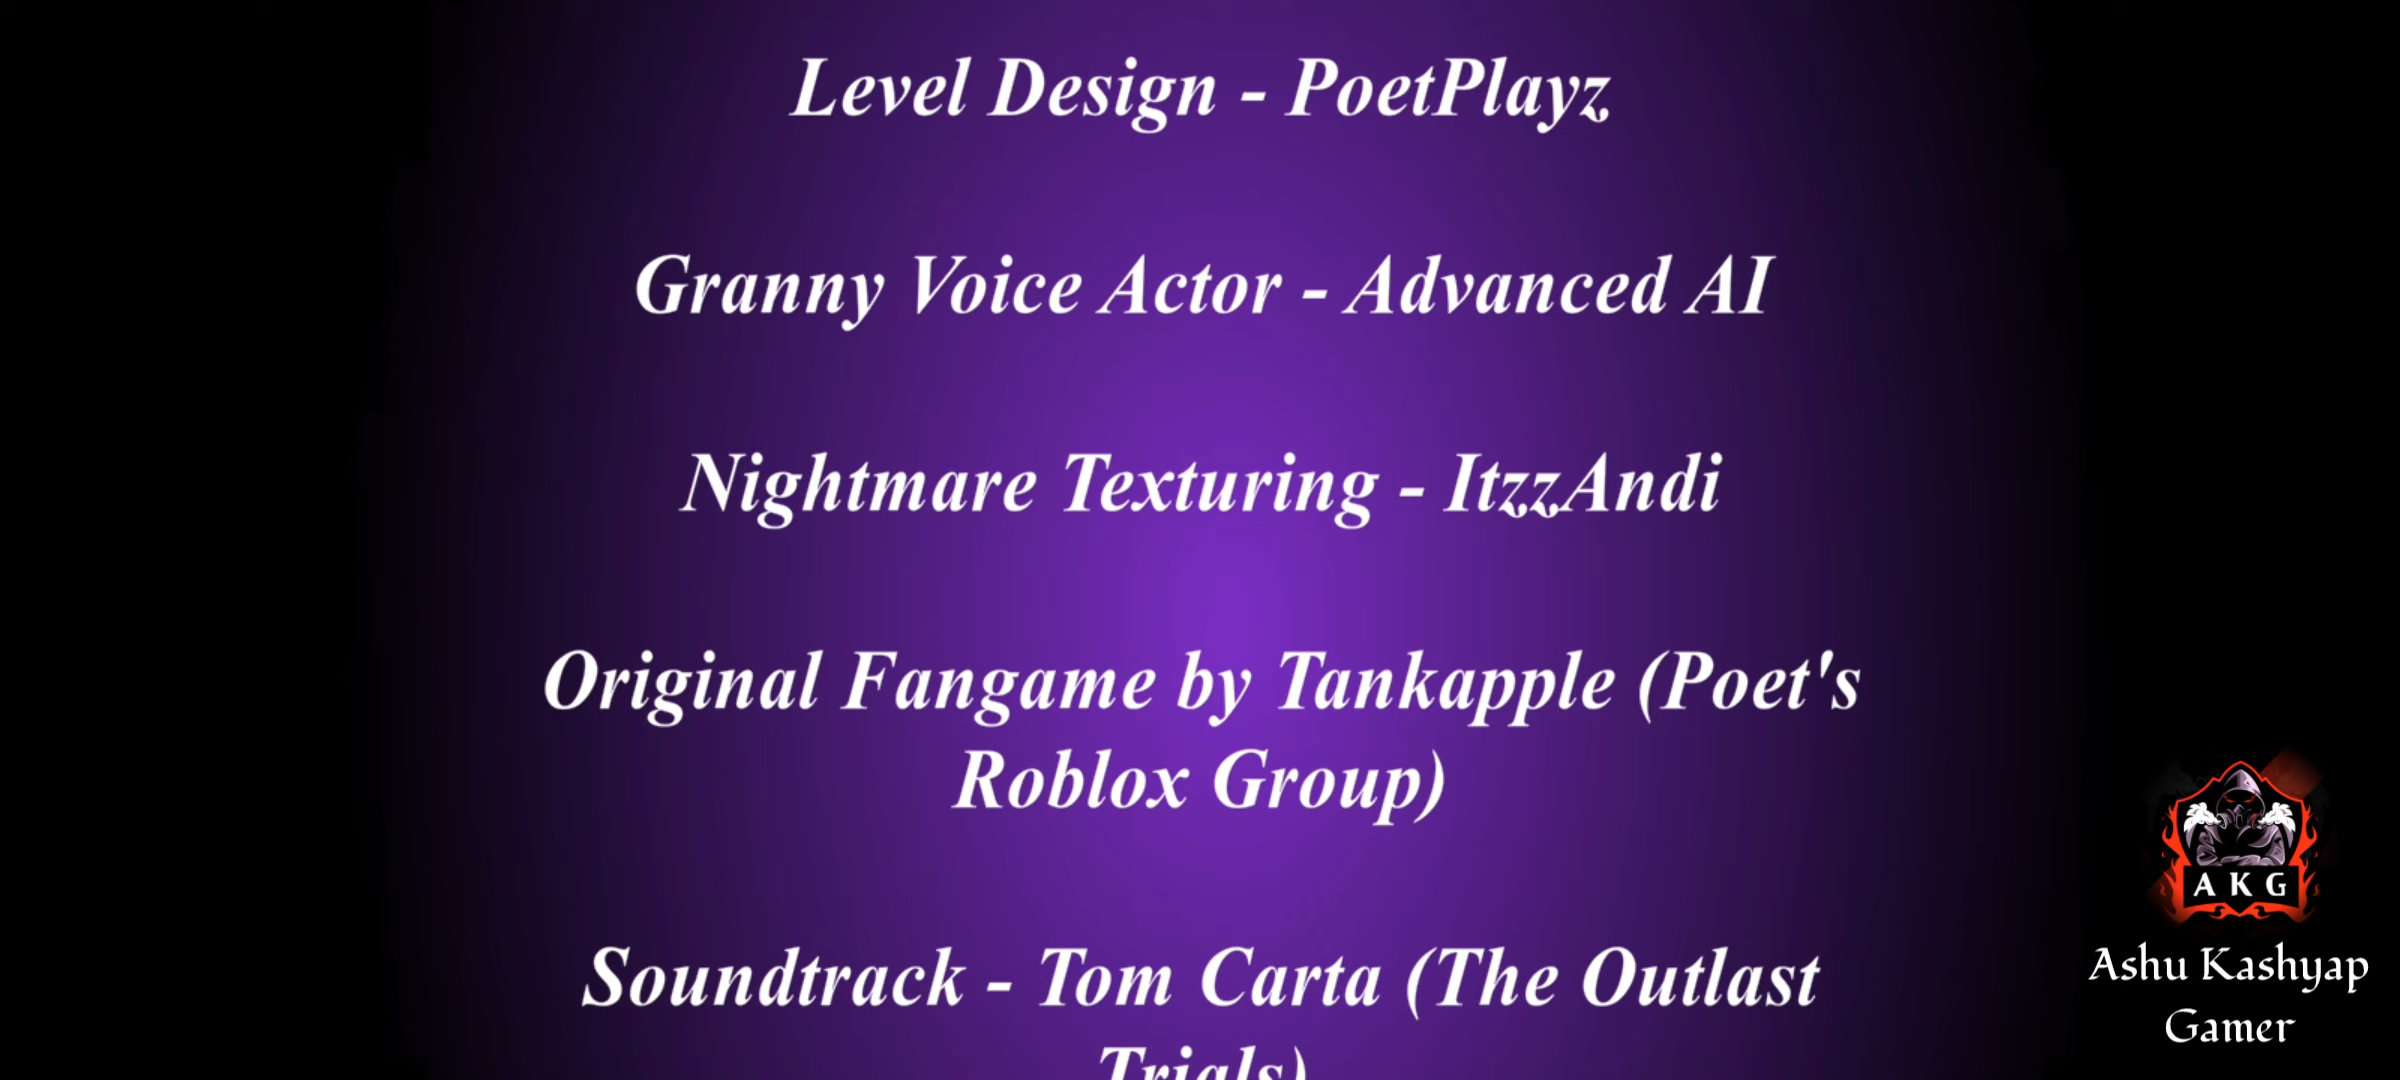 Level Design - PoetPlayz
Granny Voice Actor - Advanced AI
Nightmare Texturing - ItzzAndi
Original Fangame by Tankapple (Poet's
Roblox Group)
Soundtrack - Tom Carta (The Outlast
Trials)
A K G
Ashu Kashyap
Gamer